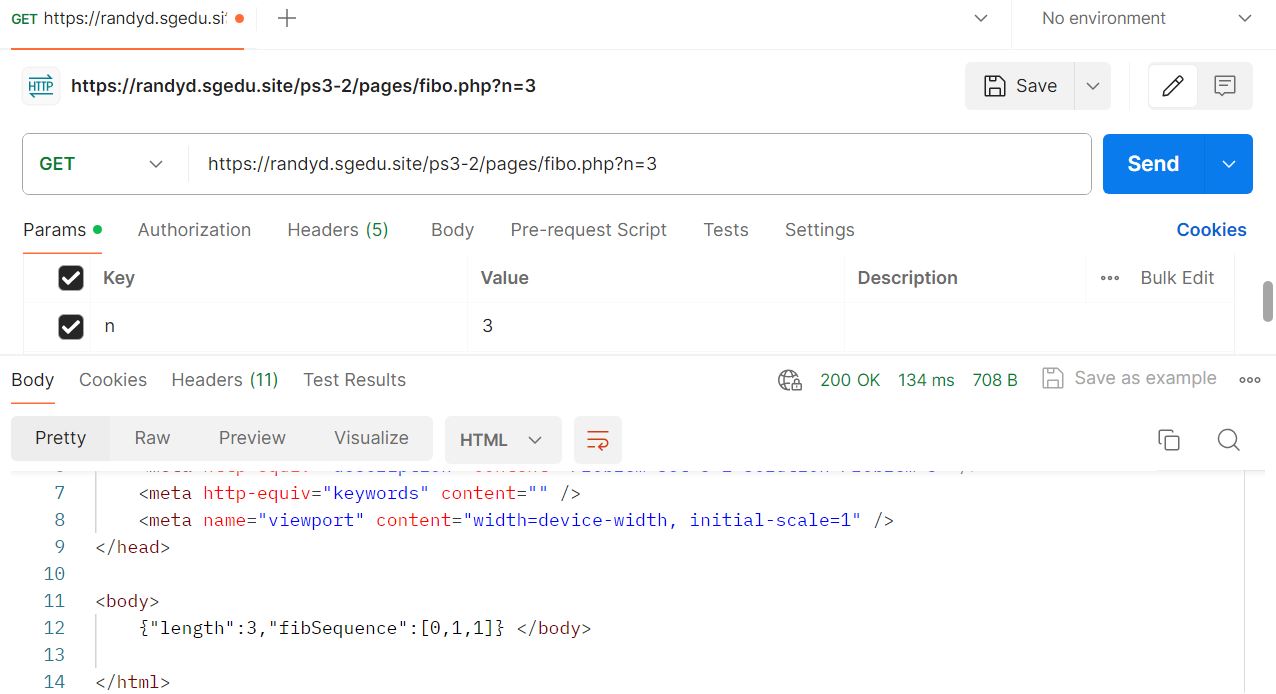 GET https://randyd.sgedu.si No environment
HTTP https://randyd.sgedu.site/ps3-2/pages/fibo.php?n=3 Save
GET https://randyd.sgedu.site/ps3-2/pages/fibo.php?n=3 Send
Params Authorization Headers (5) Body Pre-request Script Tests Settings Cookies
Key Value Description Bulk Edit
n 3
Body Cookies Headers (11) Test Results 200 OK 134 ms 708 B Save as example
Pretty Raw Preview Visualize HTML
7 <meta http-equiv="keywords" content="" />
8 <meta name="viewport" content="width=device-width, initial-scale=1" />
9 </head>
10
11 <body>
12 {"length":3,"fibSequence":[0,1,1]} </body>
13
14 </html>